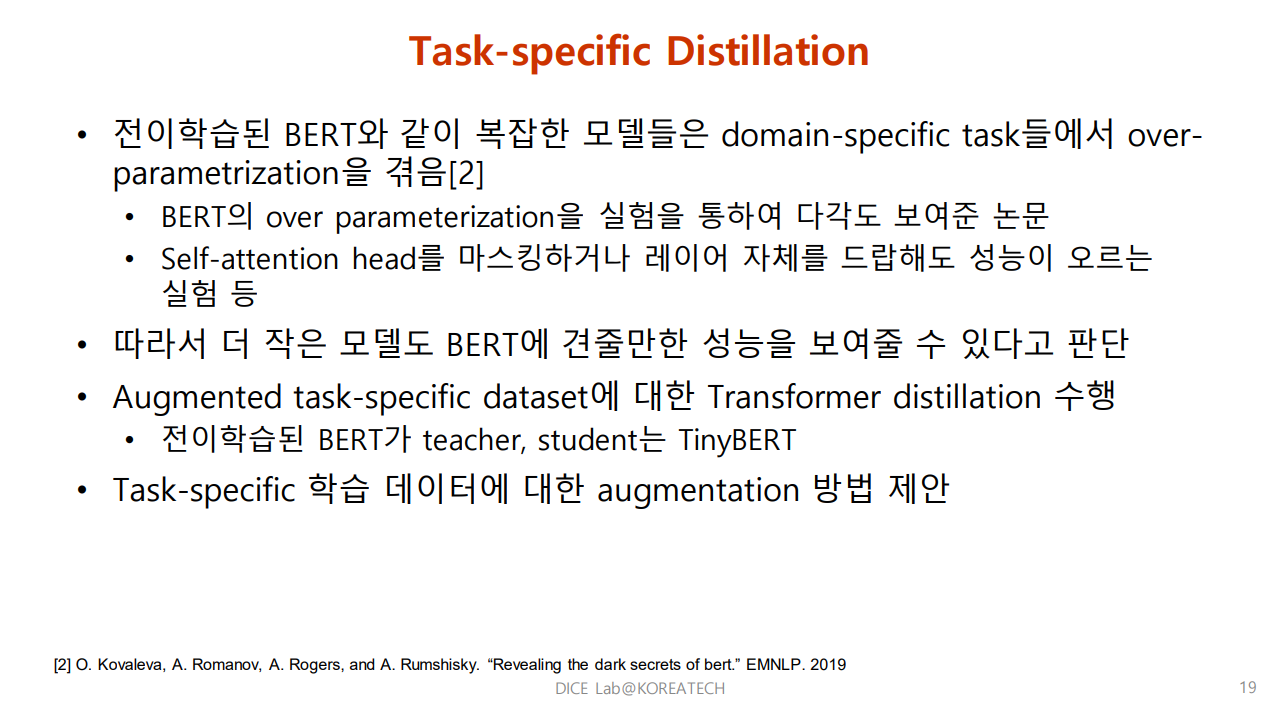 Task-specific Distillation
• 전이학습된 BERT와 같이 복잡한 모델들은 domain-specific task들에서 over-
parametrization을 겪음[2]
• BERT의 over parameterization을 실험을 통하여 다각도 보여준 논문
• Self-attention head를 마스킹하거나 레이어 자체를 드랍해도 성능이 오르는
실험 등
• 따라서 더 작은 모델도 BERT에 견줄만한 성능을 보여줄 수 있다고 판단
• Augmented task-specific dataset에 대한 Transformer distillation 수행
• 전이학습된 BERT가 teacher, student는 TinyBERT
• Task-specific 학습 데이터에 대한 augmentation 방법 제안
[2] O. Kovaleva, A. Romanov, A. Rogers, and A. Rumshisky. “Revealing the dark secrets of bert.” EMNLP. 2019
DICE Lab@KOREATECH
19